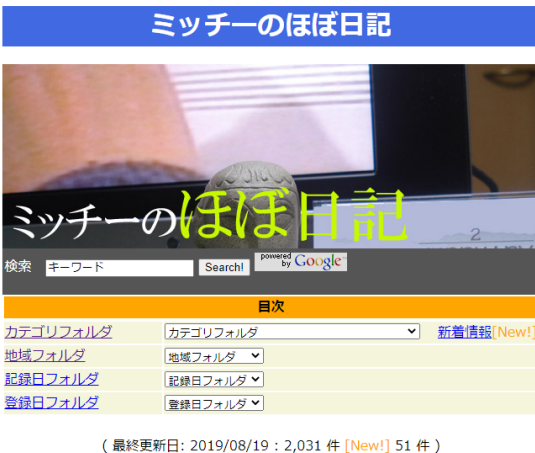 ミッチーのほぼ日記
ミッチーのほぼ日記
2
検索 キーワード Search! powered by Google
目次
カテゴリフォルダ カテゴリフォルダ 新着情報[New!]
地域フォルダ 地域フォルダ
記録日フォルダ 記録日フォルダ
登録日フォルダ 登録日フォルダ
( 最終更新日: 2019/08/19 : 2,031 件 [New!] 51 件 )